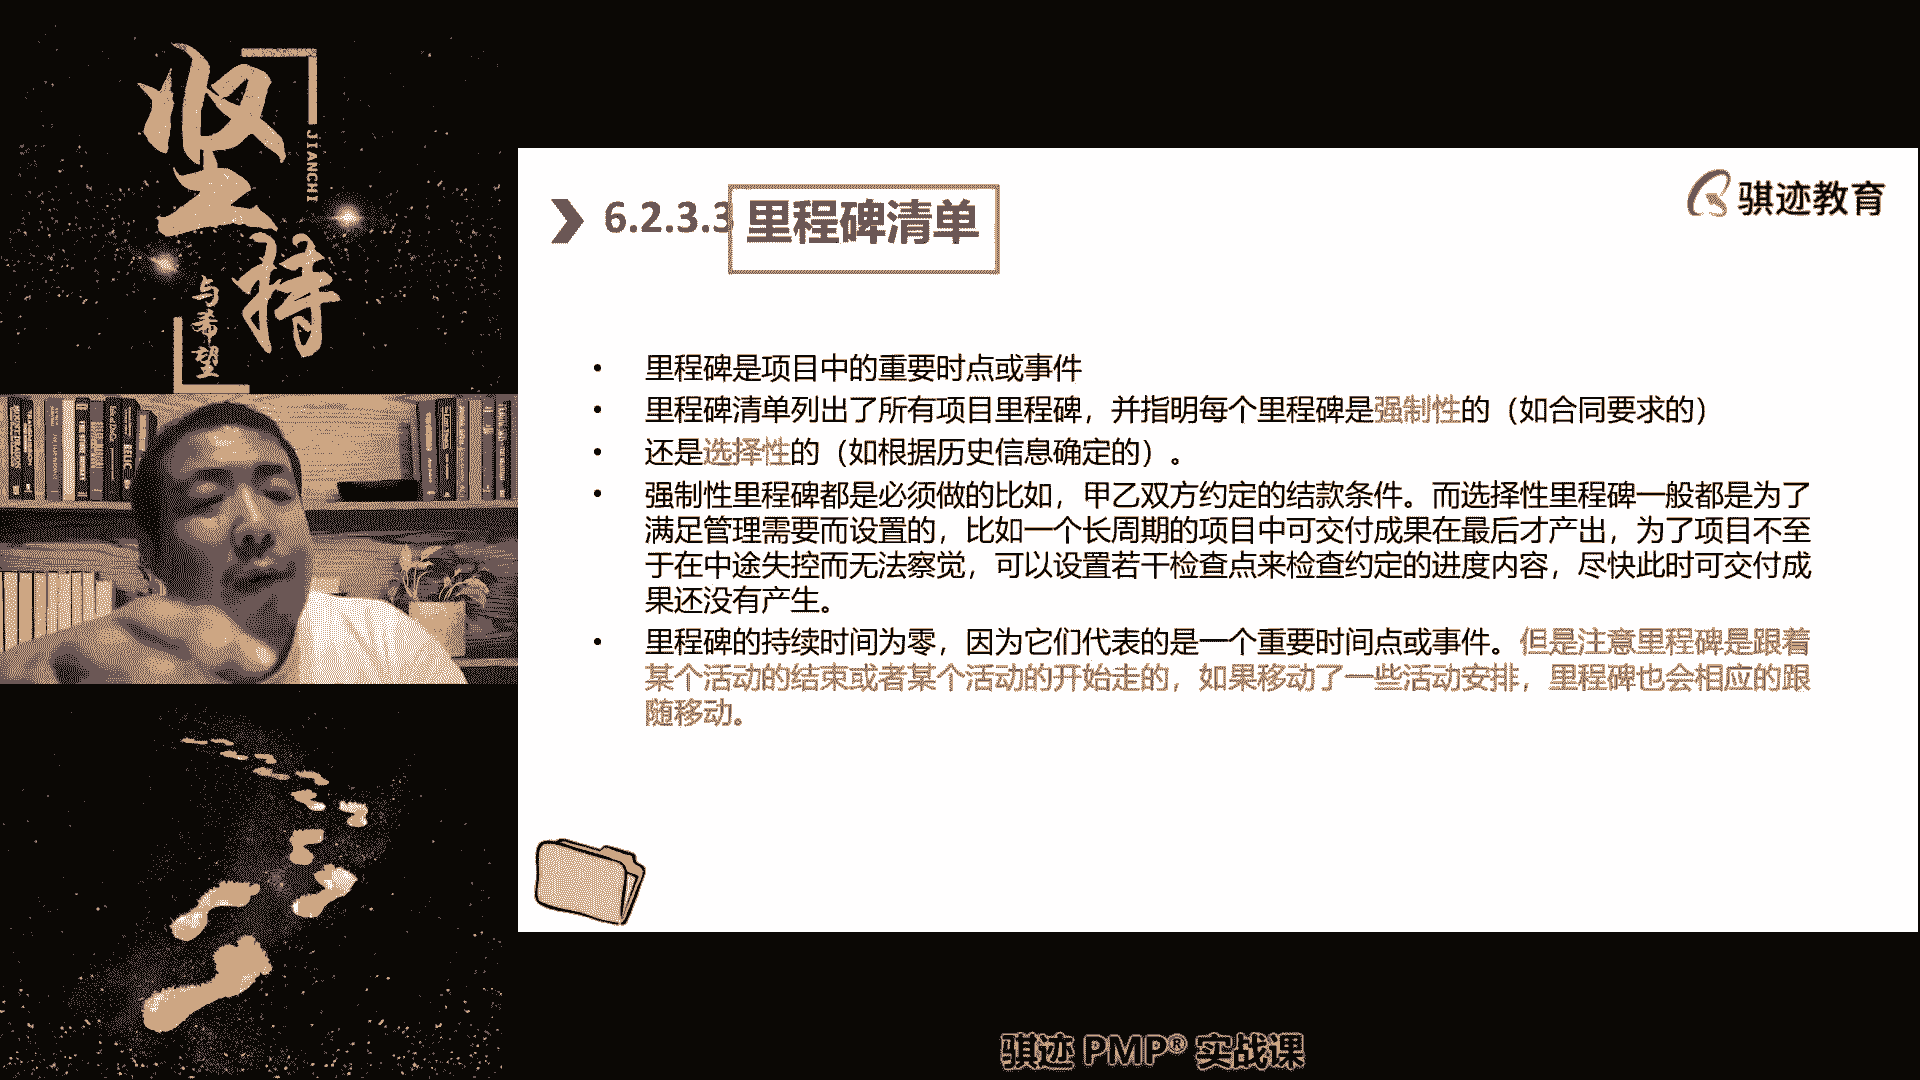 坚持
JIANCHI
与希望
骐迹教育
6.2.3.3 里程碑清单
• 里程碑是项目中的重要时点或事件
• 里程碑清单列出了所有项目里程碑，并指明每个里程碑是强制性的（如合同要求的）
• 还是选择性的（如根据历史信息确定的）。
• 强制性里程碑都是必须做的比如，甲乙双方约定的结款条件。而选择性里程碑一般都是为了
满足管理需要而设置的，比如一个长周期的项目中可交付成果在最后才产出，为了项目不至
于在中途失控而无法察觉，可以设置若干检查点来检查约定的进度内容，尽快此时可交付成
果还没有产生。
• 里程碑的持续时间为零，因为它们代表的是一个重要时间点或事件。但是注意里程碑是跟着
某个活动的结束或者某个活动的开始走的，如果移动了一些活动安排，里程碑也会相应的跟
随移动。
骐迹 PMP® 实战课